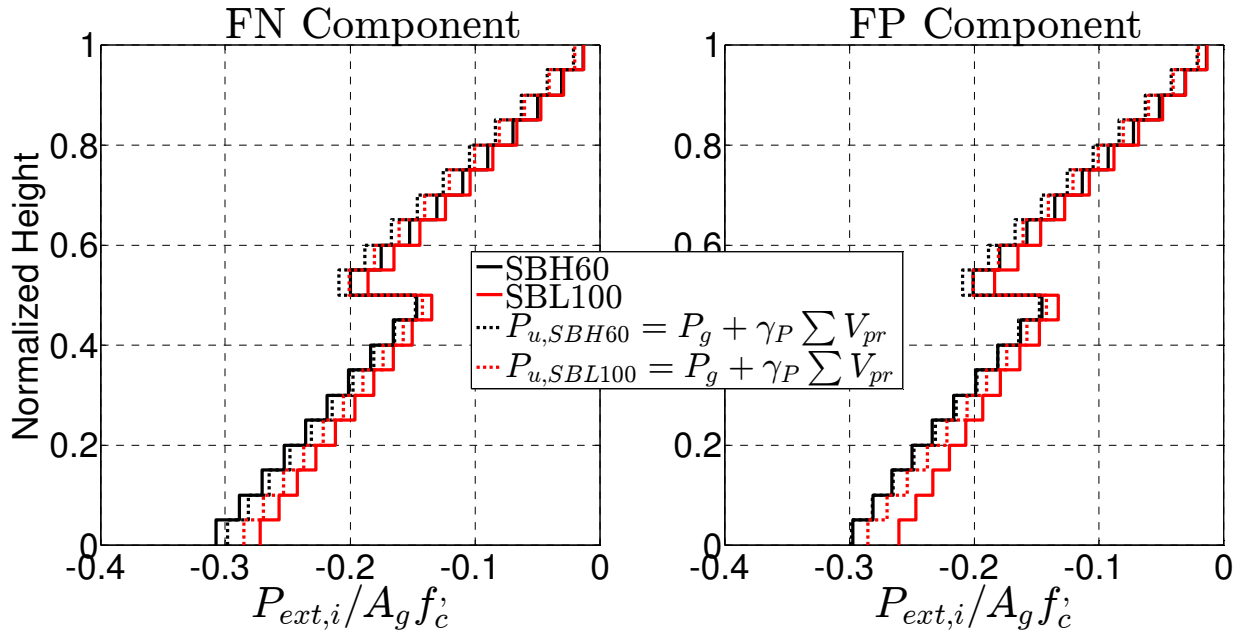 FN Component
FP Component
Normalized Height
1
0.8
0.6
0.4
0.2
0
-0.4
-0.3
-0.2
-0.1
0
1
0.8
0.6
0.4
0.2
0
-0.4
-0.3
-0.2
-0.1
0
SBH60
SBL100
P_{u,SBH60} = P_g + γ_P ∑ V_{pr}
P_{u,SBL100} = P_g + γ_P ∑ V_{pr}
P_{ext,i}/A_g f_c^,
P_{ext,i}/A_g f_c^,